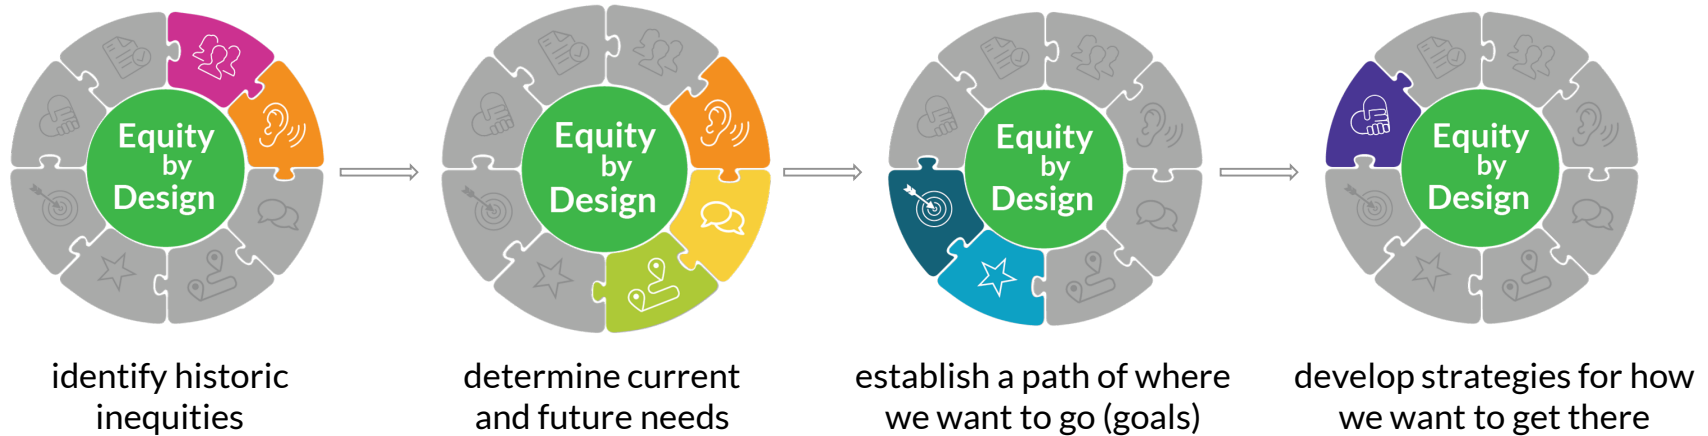 Equity
by
Design
identify historic
inequities
Equity
by
Design
determine current
and future needs
Equity
by
Design
establish a path of where
we want to go (goals)
Equity
by
Design
develop strategies for how
we want to get there